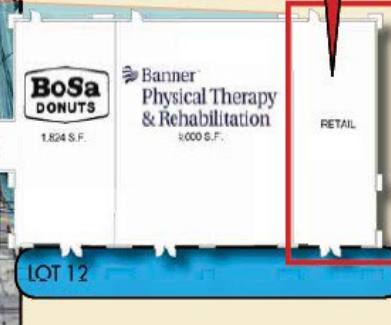 BoSa
DONUTS
1,824 S.F.
Banner
Physical Therapy
& Rehabilitation
RETAIL
LOT 12